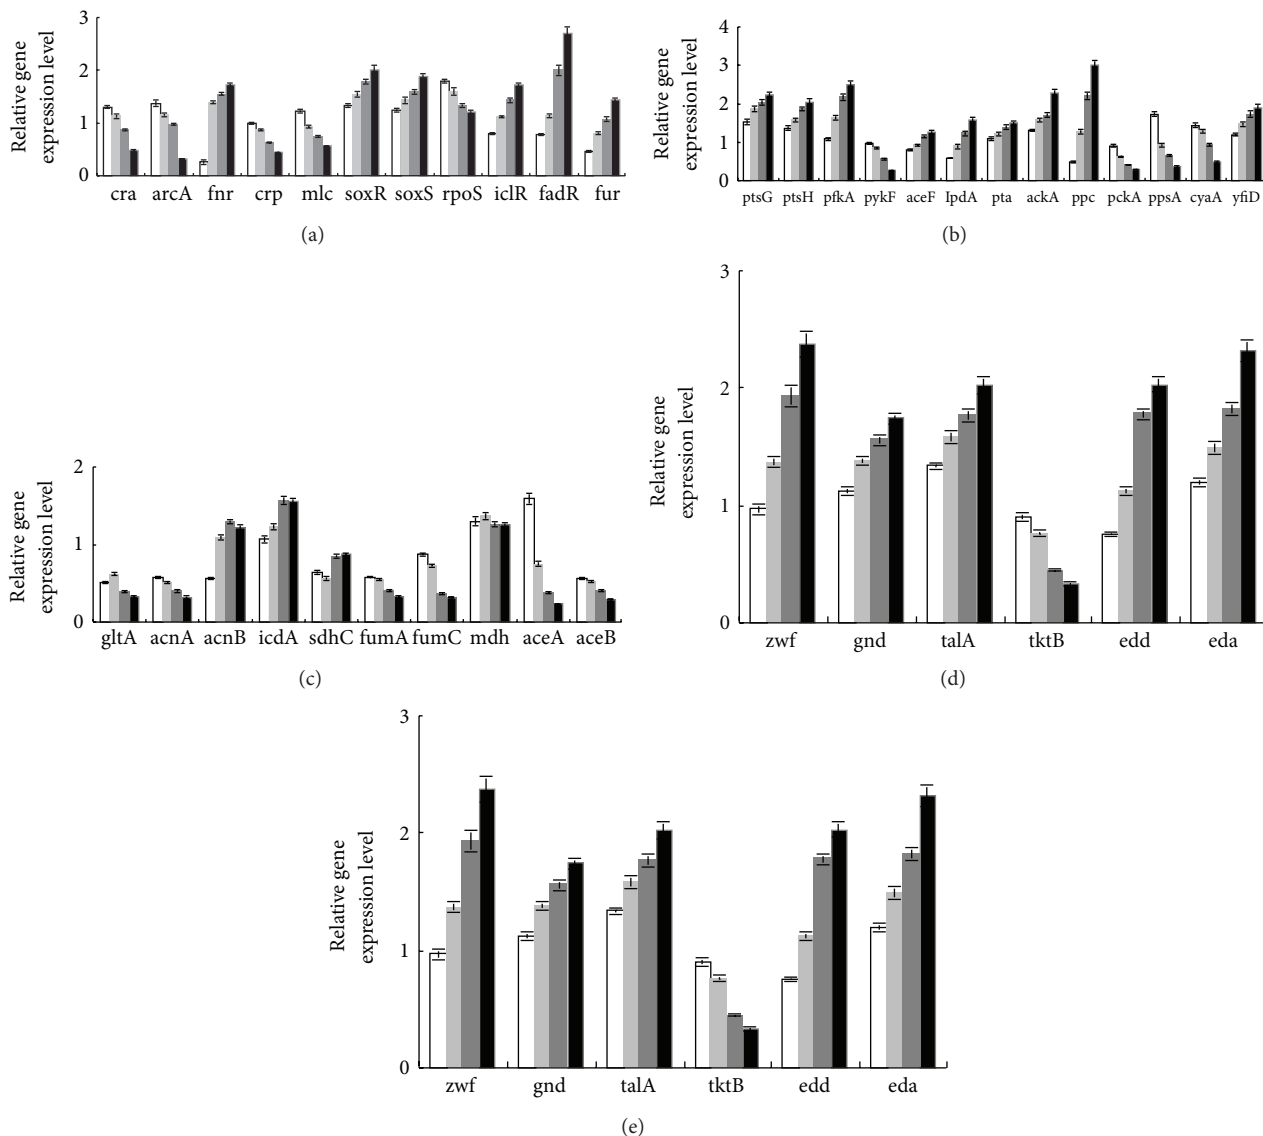 Relative gene
expression level
3
2
1
0
cra arcA fnr crp mlc soxR soxS rpoS iclR fadR fur
(a)
Relative gene
expression level
4
3
2
1
0
ptsG ptsH pfkA pykF aceF lpdA pta ackA ppc pckA ppsA cyaA yfiD
(b)
Relative gene
expression level
2
1
0
gltA acnA acnB icdA sdhC fumA fumC mdh aceA aceB
(c)
Relative gene
expression level
3
2
1
0
zwf gnd talA tktB edd eda
(d)
Relative gene
expression level
3
2
1
0
zwf gnd talA tktB edd eda
(e)